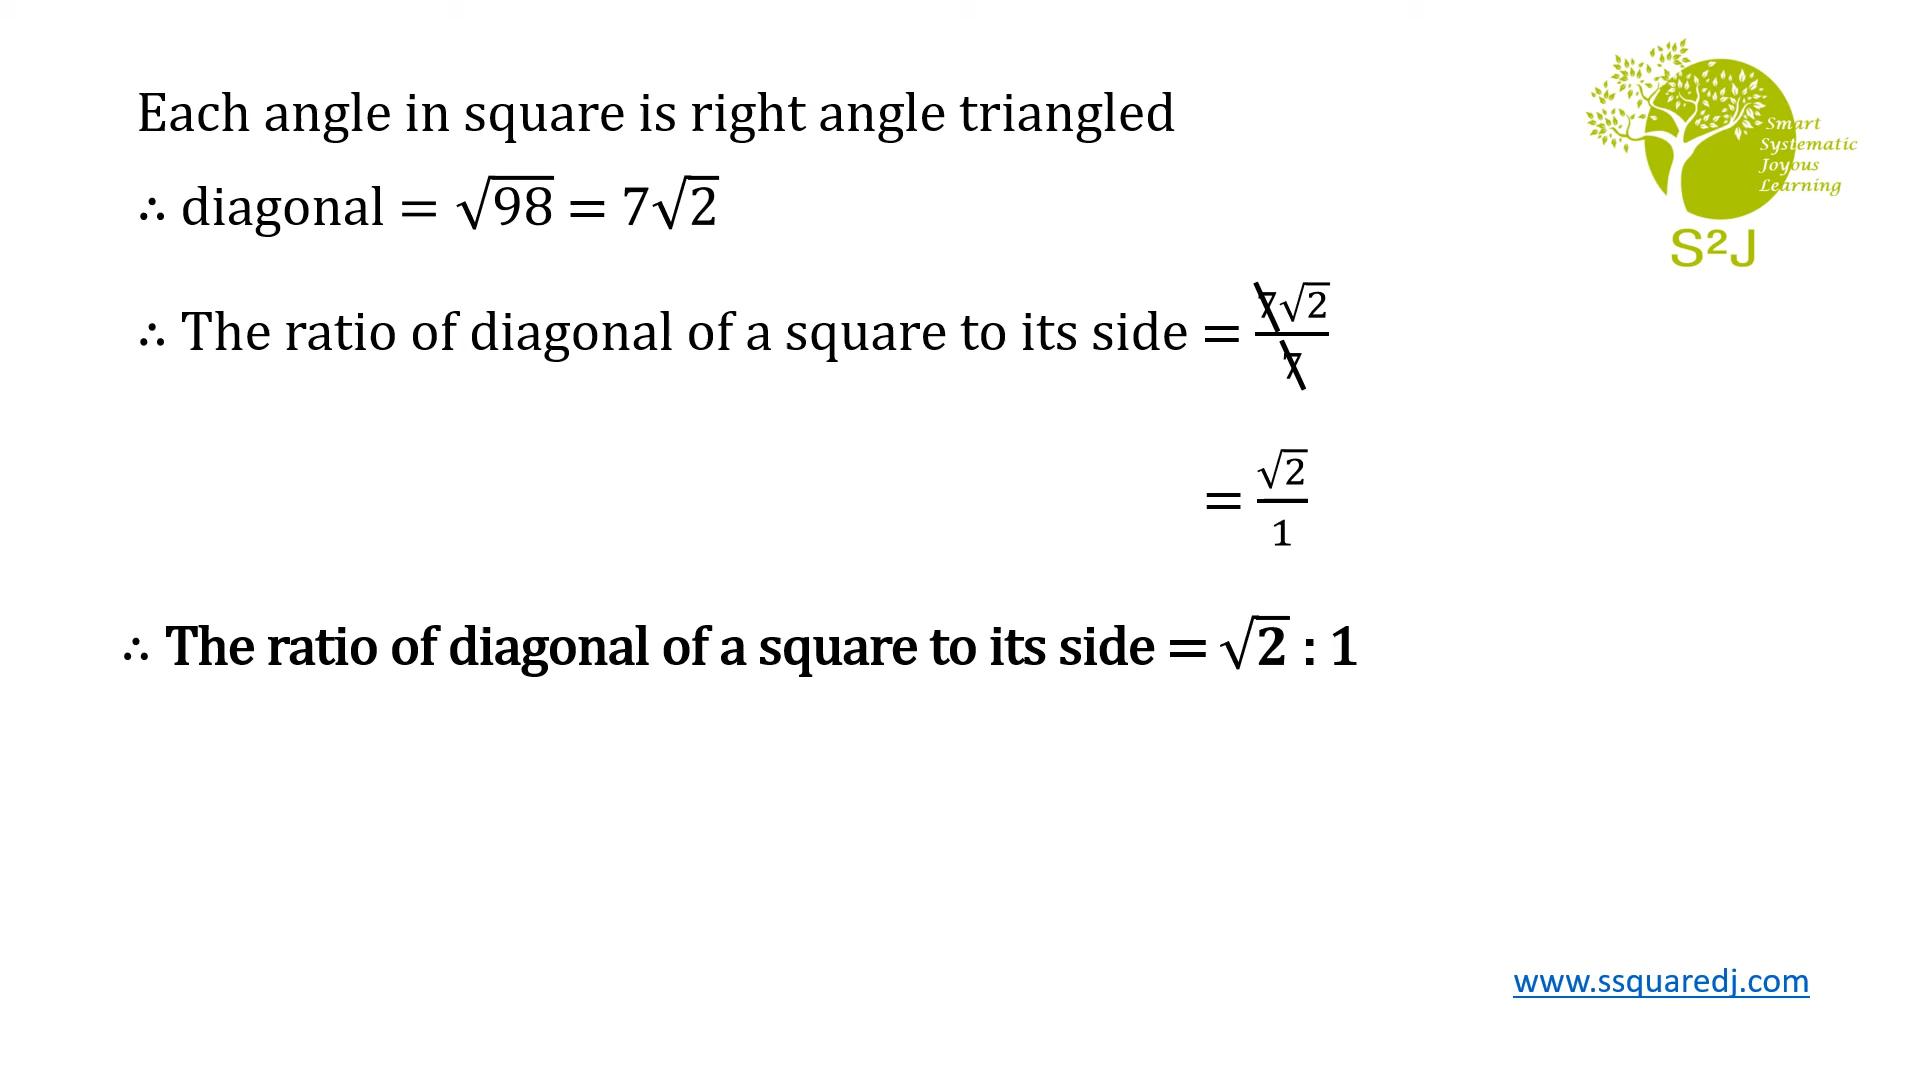 Each angle in square is right angle triangled
∴ diagonal = √98 = 7√2
∴ The ratio of diagonal of a square to its side = 7√2/7
= √2/1
∴ The ratio of diagonal of a square to its side = √2 : 1
Smart
Systematic
Joyous
Learning
S²J
www.ssquaredj.com